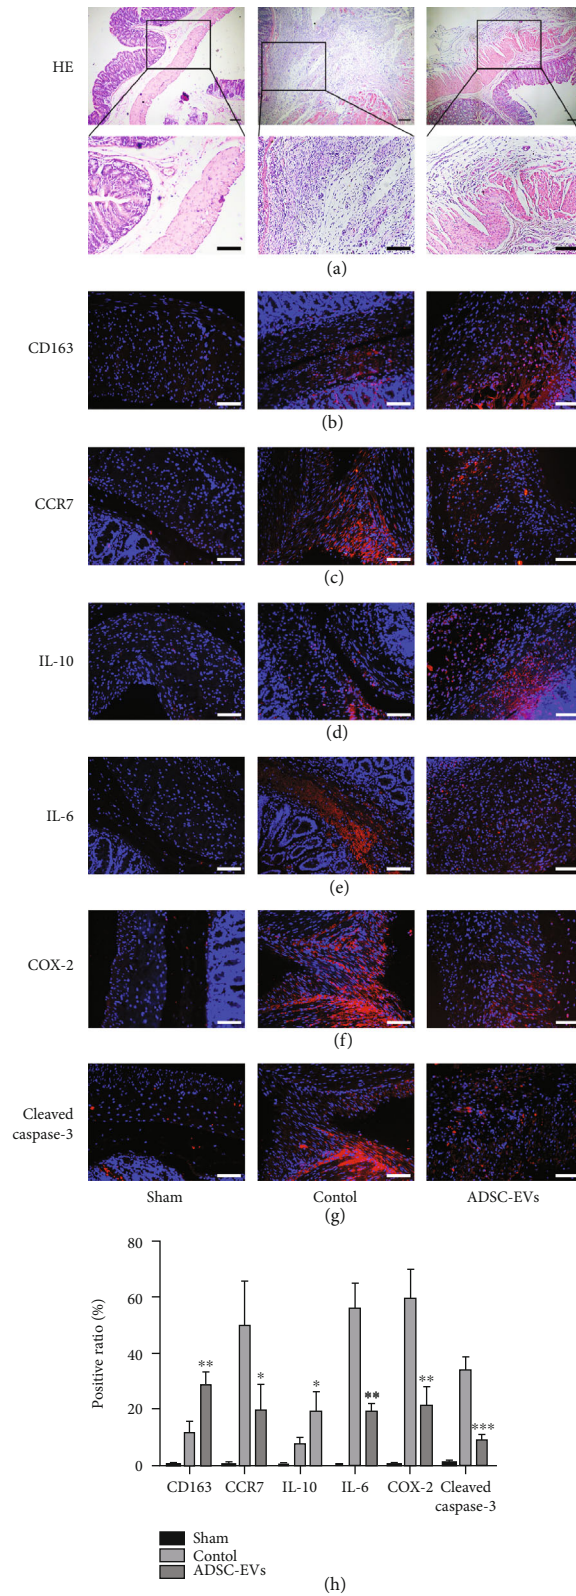 HE
(a)
CD163
(b)
CCR7
(c)
IL-10
(d)
IL-6
(e)
COX-2
(f)
Cleaved
caspase-3
Sham
Contol
ADSC-EVs
(g)
80
60
40
20
0
Positive ratio (%)
**
*
*
**
**
***
CD163
CCR7
IL-10
IL-6
COX-2
Cleaved
caspase-3
Sham
Contol
ADSC-EVs
(h)